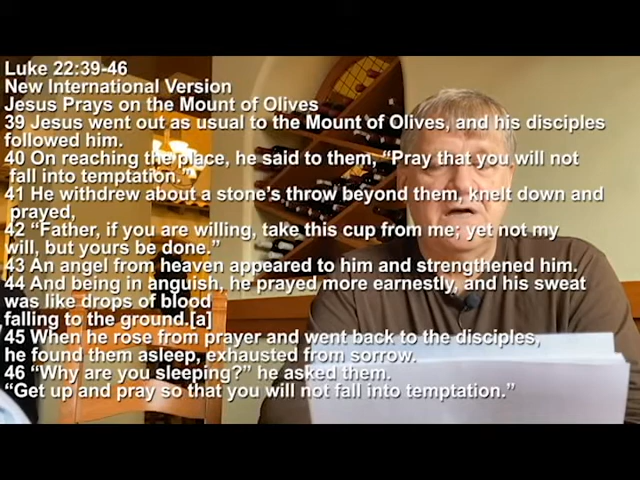 Luke 22:39-46
New International Version
Jesus Prays on the Mount of Olives
39 Jesus went out as usual to the Mount of Olives, and his disciples
followed him.
40 On reaching the place, he said to them, “Pray that you will not
fall into temptation.”
41 He withdrew about a stone’s throw beyond them, knelt down and
prayed,
42 “Father, if you are willing, take this cup from me; yet not my
will, but yours be done.”
43 An angel from heaven appeared to him and strengthened him.
44 And being in anguish, he prayed more earnestly, and his sweat
was like drops of blood
falling to the ground.[a]
45 When he rose from prayer and went back to the disciples,
he found them asleep, exhausted from sorrow.
46 “Why are you sleeping?” he asked them.
“Get up and pray so that you will not fall into temptation.”